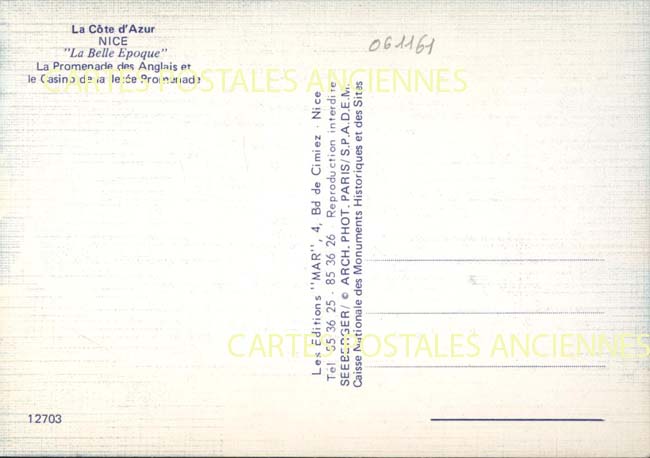 La Côte d'Azur
NICE
"La Belle Epoque"
La Promenade des Anglais et
le Casino de la Jetée Promenade
061161
CARTES POSTALES ANCIENNES
Les Editions "MAR", 4, Bd de Cimiez - Nice
Tél 85 36 25 - 85 36 26 Reproduction interdite
SEEBERGER/ © ARCH. PHOT. PARIS/ S.P.A.D.E.M.
Caisse Nationale des Monuments Historiques et des Sites
CARTES POSTALES ANCIENNES
12703